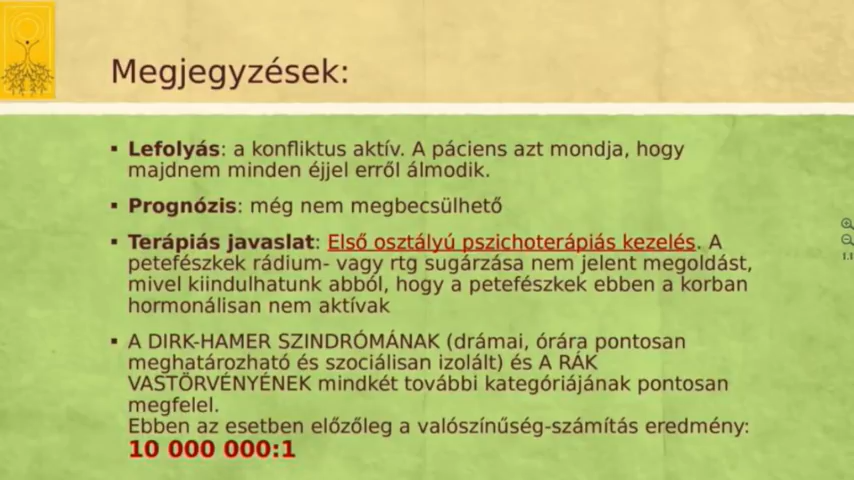 Megjegyzések:
▪ Lefolyás: a konfliktus aktív. A páciens azt mondja, hogy
majdnem minden éjjel erről álmodik.
▪ Prognózis: még nem megbecsülhető
▪ Terápiás javaslat: Első osztályú pszichoterápiás kezelés. A
petefészkek rádium- vagy rtg sugárzása nem jelent megoldást,
mivel kiindulhatunk abból, hogy a petefészkek ebben a korban
hormonálisan nem aktívak
▪ A DIRK-HAMER SZINDRÓMÁNAK (drámai, órára pontosan
meghatározható és szociálisan izolált) és A RÁK
VASTÖRVÉNYÉNEK mindkét további kategóriájának pontosan
megfelel.
Ebben az esetben előzőleg a valószínűség-számítás eredmény:
10 000 000:1